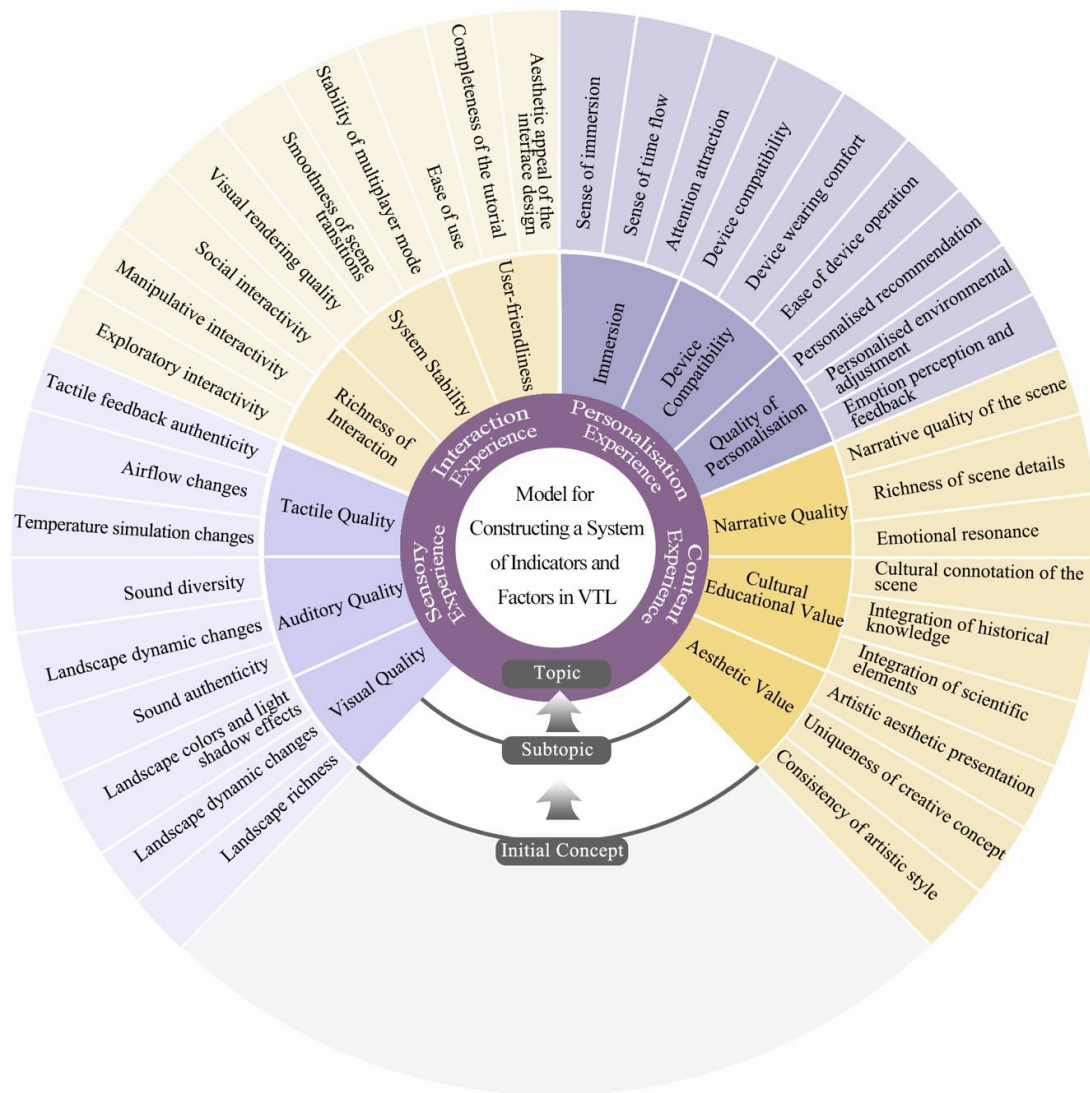 Model for
Constructing a System
of Indicators and
Factors in VTL
Sensory
Experience
Interaction
Experience
Personalisation
Experience
Content
Experience
Topic
Subtopic
Initial Concept
Visual Quality
Auditory Quality
Tactile Quality
Richness of
Interaction
System Stability
User-friendliness
Immersion
Device
Compatibility
Quality of
Personalisation
Narrative Quality
Cultural
Educational Value
Aesthetic Value
Landscape richness
Landscape dynamic changes
Landscape colors and light
shadow effects
Sound authenticity
Landscape dynamic changes
Sound diversity
Temperature simulation changes
Airflow changes
Tactile feedback authenticity
Exploratory interactivity
Manipulative interactivity
Social interactivity
Visual rendering quality
Smoothness of scene
transitions
Stability of multiplayer mode
Ease of use
Completeness of the tutorial
Aesthetic appeal of the
interface design
Sense of immersion
Sense of time flow
Attention attraction
Device compatibility
Device wearing comfort
Ease of device operation
Personalised recommendation
Personalised environmental
adjustment
Emotion perception and
feedback
Narrative quality of the scene
Richness of scene details
Emotional resonance
Cultural connotation of the
scene
Integration of historical
knowledge
Integration of scientific
elements
Artistic aesthetic presentation
Uniqueness of creative concept
Consistency of artistic style